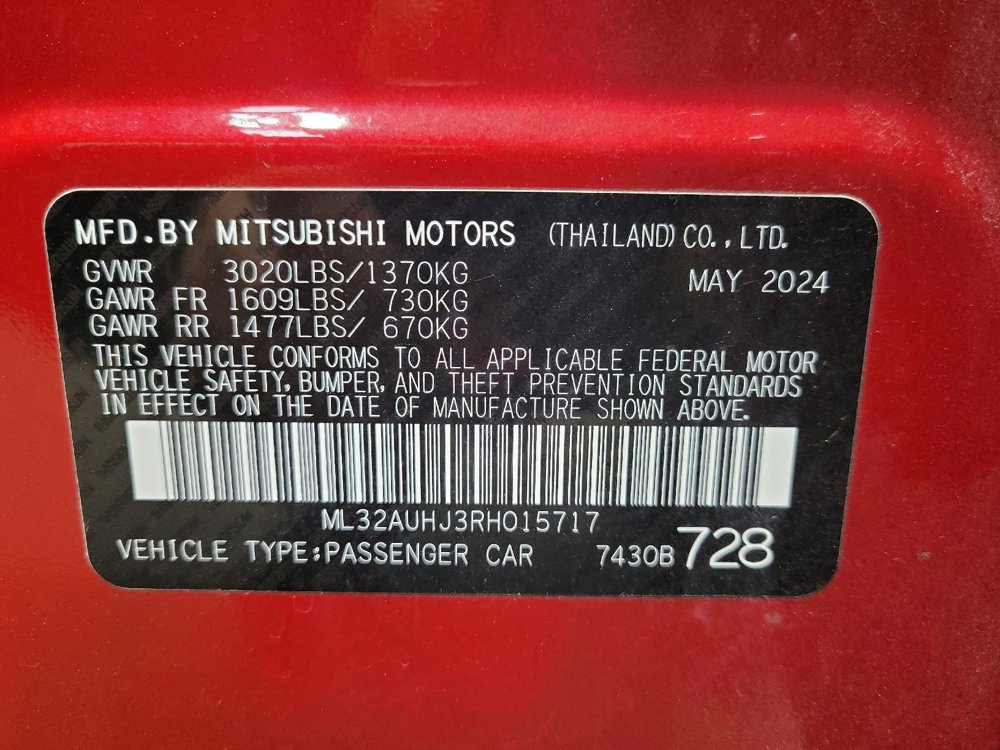 MFD.BY MITSUBISHI MOTORS (THAILAND) CO., LTD.
GVWR 3020LBS/1370KG MAY 2024
GAWR FR 1609LBS/ 730KG
GAWR RR 1477LBS/ 670KG
THIS VEHICLE CONFORMS TO ALL APPLICABLE FEDERAL MOTOR
VEHICLE SAFETY, BUMPER, AND THEFT PREVENTION STANDARDS
IN EFFECT ON THE DATE OF MANUFACTURE SHOWN ABOVE.
ML32AUHJ3RH015717
VEHICLE TYPE:PASSENGER CAR 7430B 728